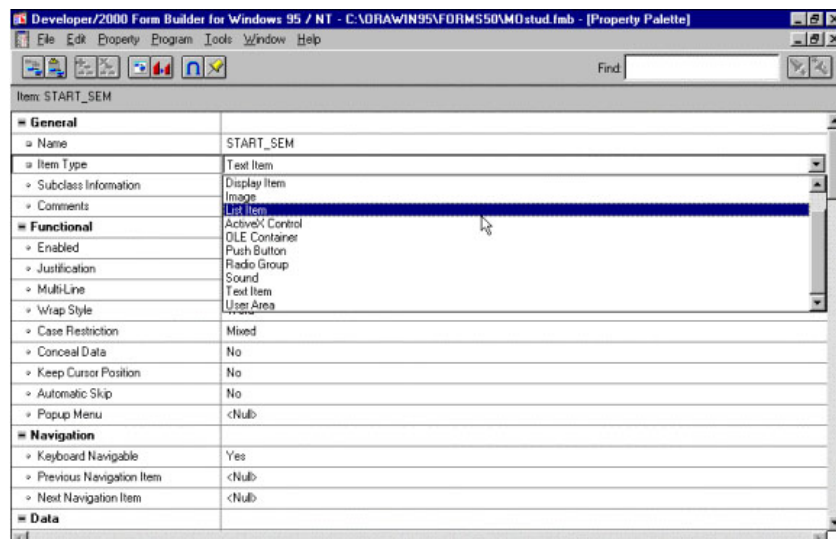 Developer/2000 Form Builder for Windows 95 / NT - C:\ORAWIN95\FORMS50\MOstud.fmb - [Property Palette]
File Edit Property Program Tools Window Help
Find:
Item: START_SEM
General
Name START_SEM
Item Type Text Item
Subclass Information Display Item
Image
Comments List Item
ActiveX Control
Functional OLE Container
Enabled Push Button
Justification Radio Group
Sound
Multi-Line Text Item
Wrap Style User Area
Case Restriction Mixed
Conceal Data No
Keep Cursor Position No
Automatic Skip No
Popup Menu <Null>
Navigation
Keyboard Navigable Yes
Previous Navigation Item <Null>
Next Navigation Item <Null>
Data